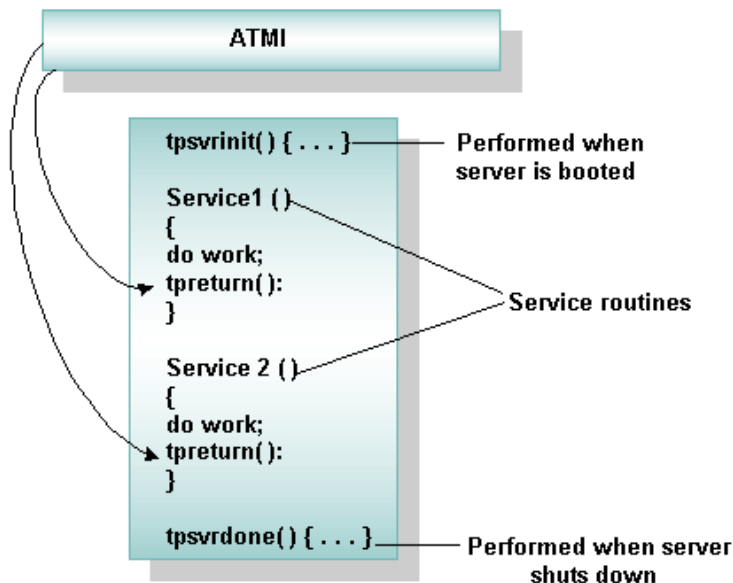 ATMI
tpsvrinit( ) { . . . }
Performed when
server is booted
Service1 ( )
{
do work;
tpreturn( ):
}
Service routines
Service 2 ( )
{
do work;
tpreturn( ):
}
tpsvrdone( ) { . . . }
Performed when server
shuts down